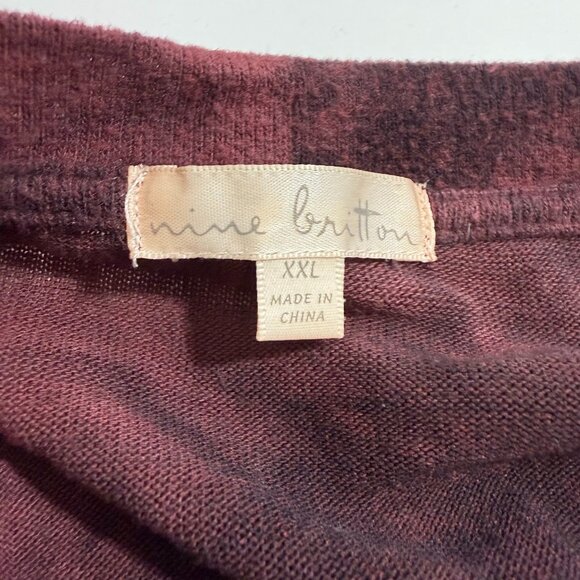 nine britton
XXL
MADE IN
CHINA